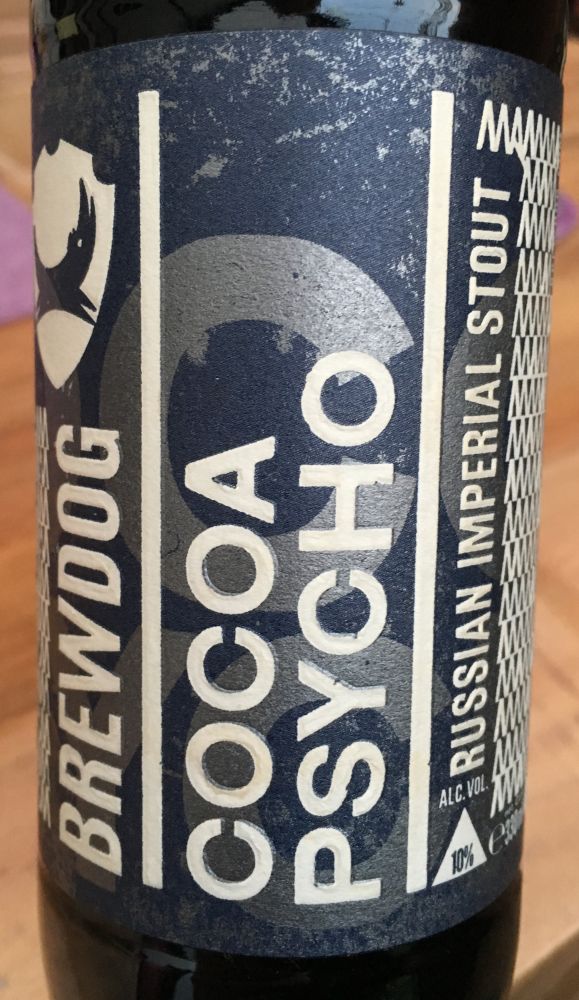 BREWDOG
COCOA
PSYCHO
RUSSIAN IMPERIAL STOUT
ALC. VOL.
10%